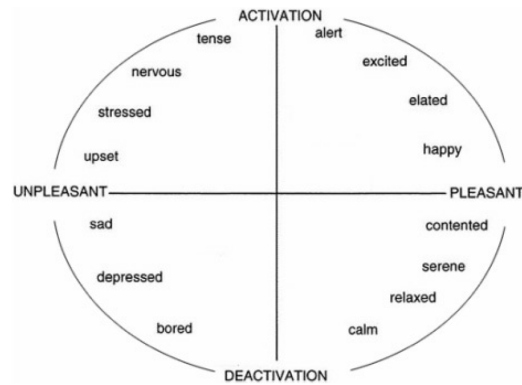 ACTIVATION
tense
alert
nervous
excited
stressed
elated
upset
happy
UNPLEASANT
PLEASANT
sad
contented
depressed
serene
relaxed
bored
calm
DEACTIVATION